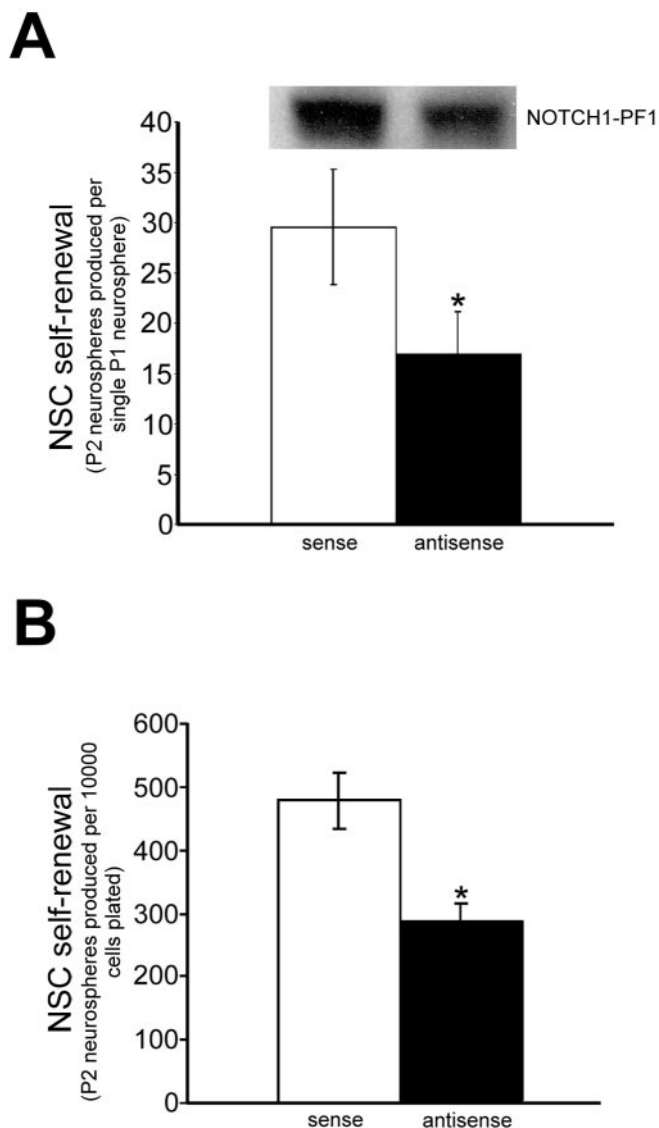 A
NOTCH1-PF1
40
35
30
25
20
15
10
5
0
NSC self-renewal
(P2 neurospheres produced per
single P1 neurosphere)
*
sense antisense
B
600
500
400
300
200
100
0
NSC self-renewal
(P2 neurospheres produced per 10000
cells plated)
*
sense antisense